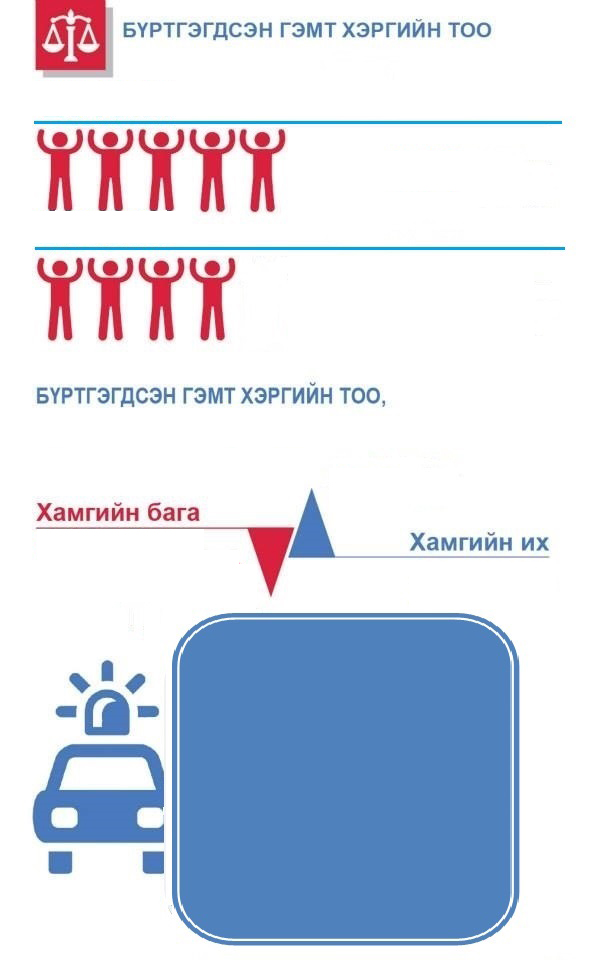 БҮРТГЭГДСЭН ГЭМТ ХЭРГИЙН ТОО
БҮРТГЭГДСЭН ГЭМТ ХЭРГИЙН ТОО,
Хамгийн бага
Хамгийн их